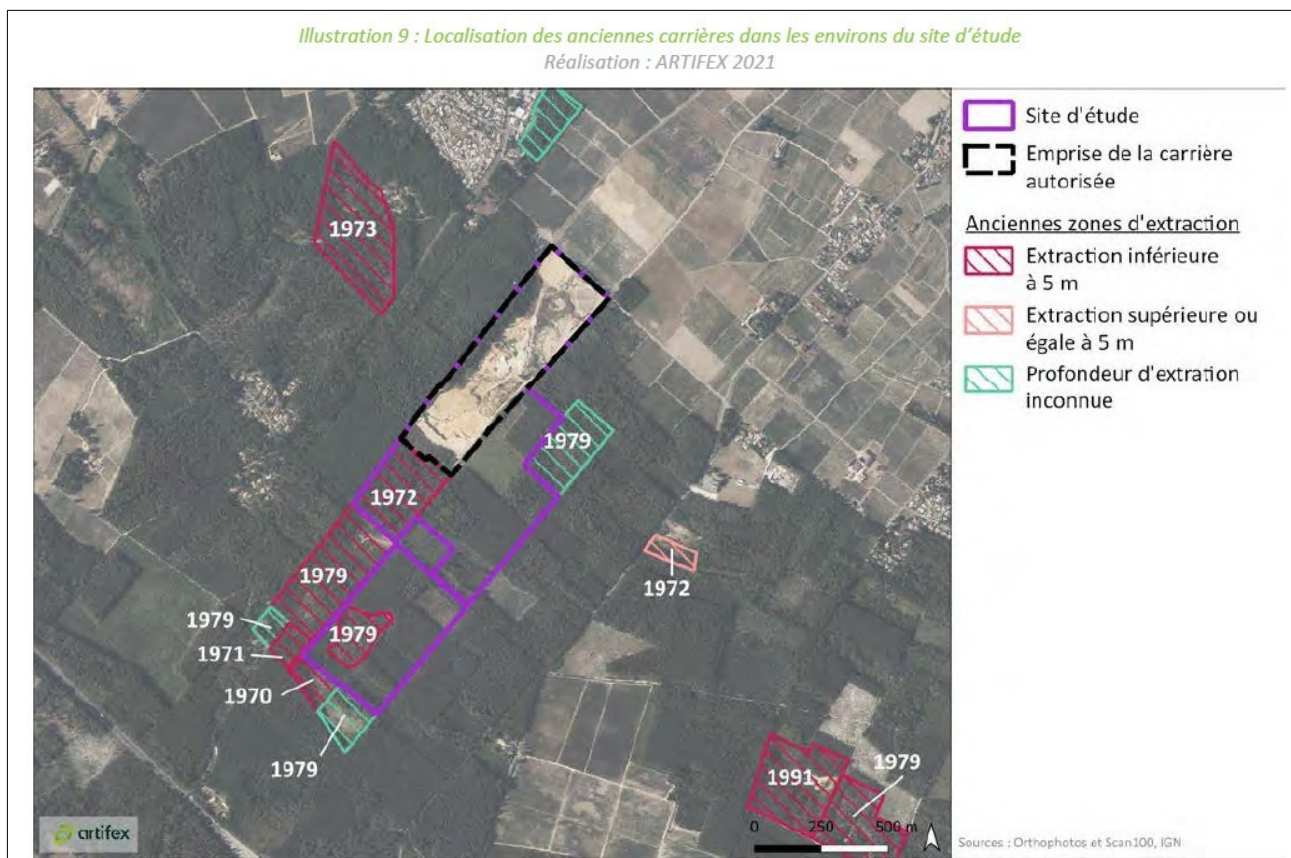 Illustration 9 : Localisation des anciennes carrières dans les environs du site d'étude
Réalisation : ARTIFEX 2021
1973
1979
1972
1979
1972
1979
1979
1971
1970
1979
1991
1979
0 250 500 m
artifex
Site d'étude
Emprise de la carrière
autorisée
Anciennes zones d'extraction
Extraction inférieure
à 5 m
Extraction supérieure ou
égale à 5 m
Profondeur d'extration
inconnue
Sources : Orthophotos et Scan100, IGN